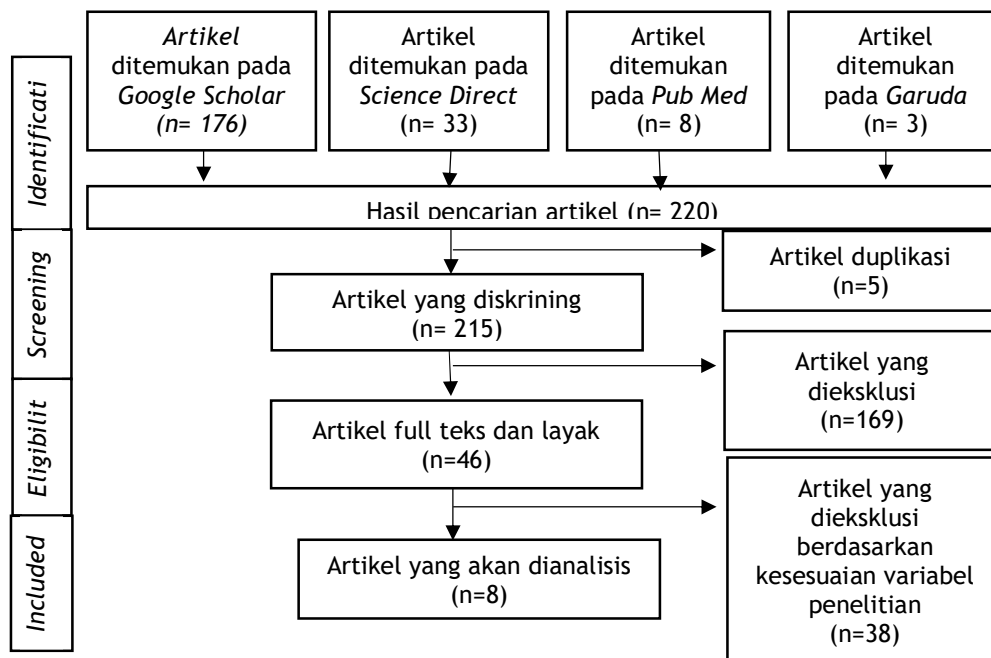 Artikel
ditemukan pada
Google Scholar
(n= 176)
Artikel
ditemukan pada
Science Direct
(n= 33)
Artikel
ditemukan
pada Pub Med
(n= 8)
Artikel
ditemukan
pada Garuda
(n= 3)
Identificati
Hasil pencarian artikel (n= 220)
Screening
Artikel duplikasi
(n=5)
Artikel yang diskrining
(n= 215)
Artikel yang
dieksklusi
(n=169)
Eligibilit
Artikel full teks dan layak
(n=46)
Artikel yang
dieksklusi
berdasarkan
kesesuaian variabel
penelitian
(n=38)
Included
Artikel yang akan dianalisis
(n=8)